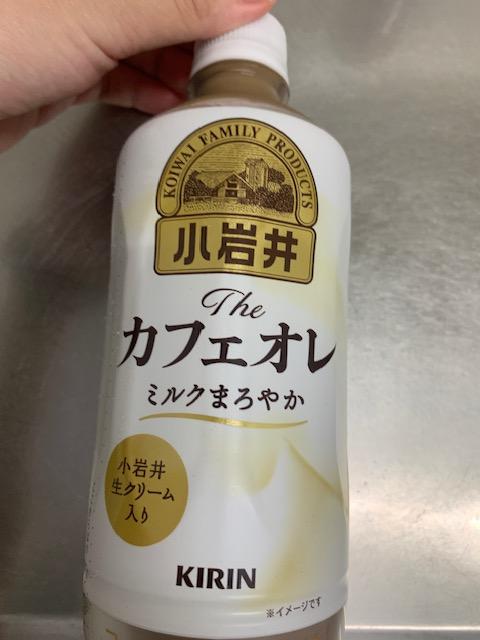 KOIWAI FAMILY PRODUCTS
小岩井
The
カフェオレ
ミルクまろやか
小岩井
生クリーム
入り
KIRIN
※イメージです